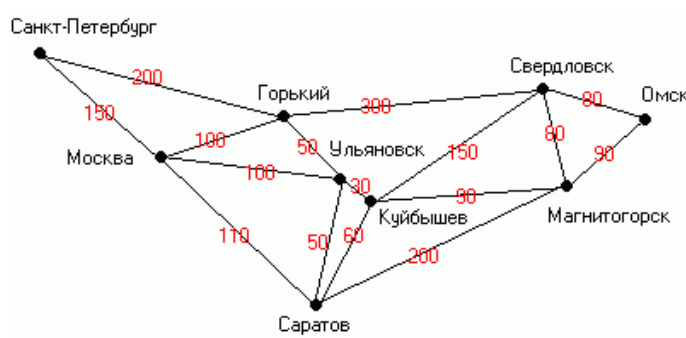 Санкт-Петербург
Свердловск
200
Горький
80
Омск
300
150
100
50
Ульяновск
80
150
90
Москва
100
30
90
Куйбышев
Магнитогорск
110
50
60
200
Саратов